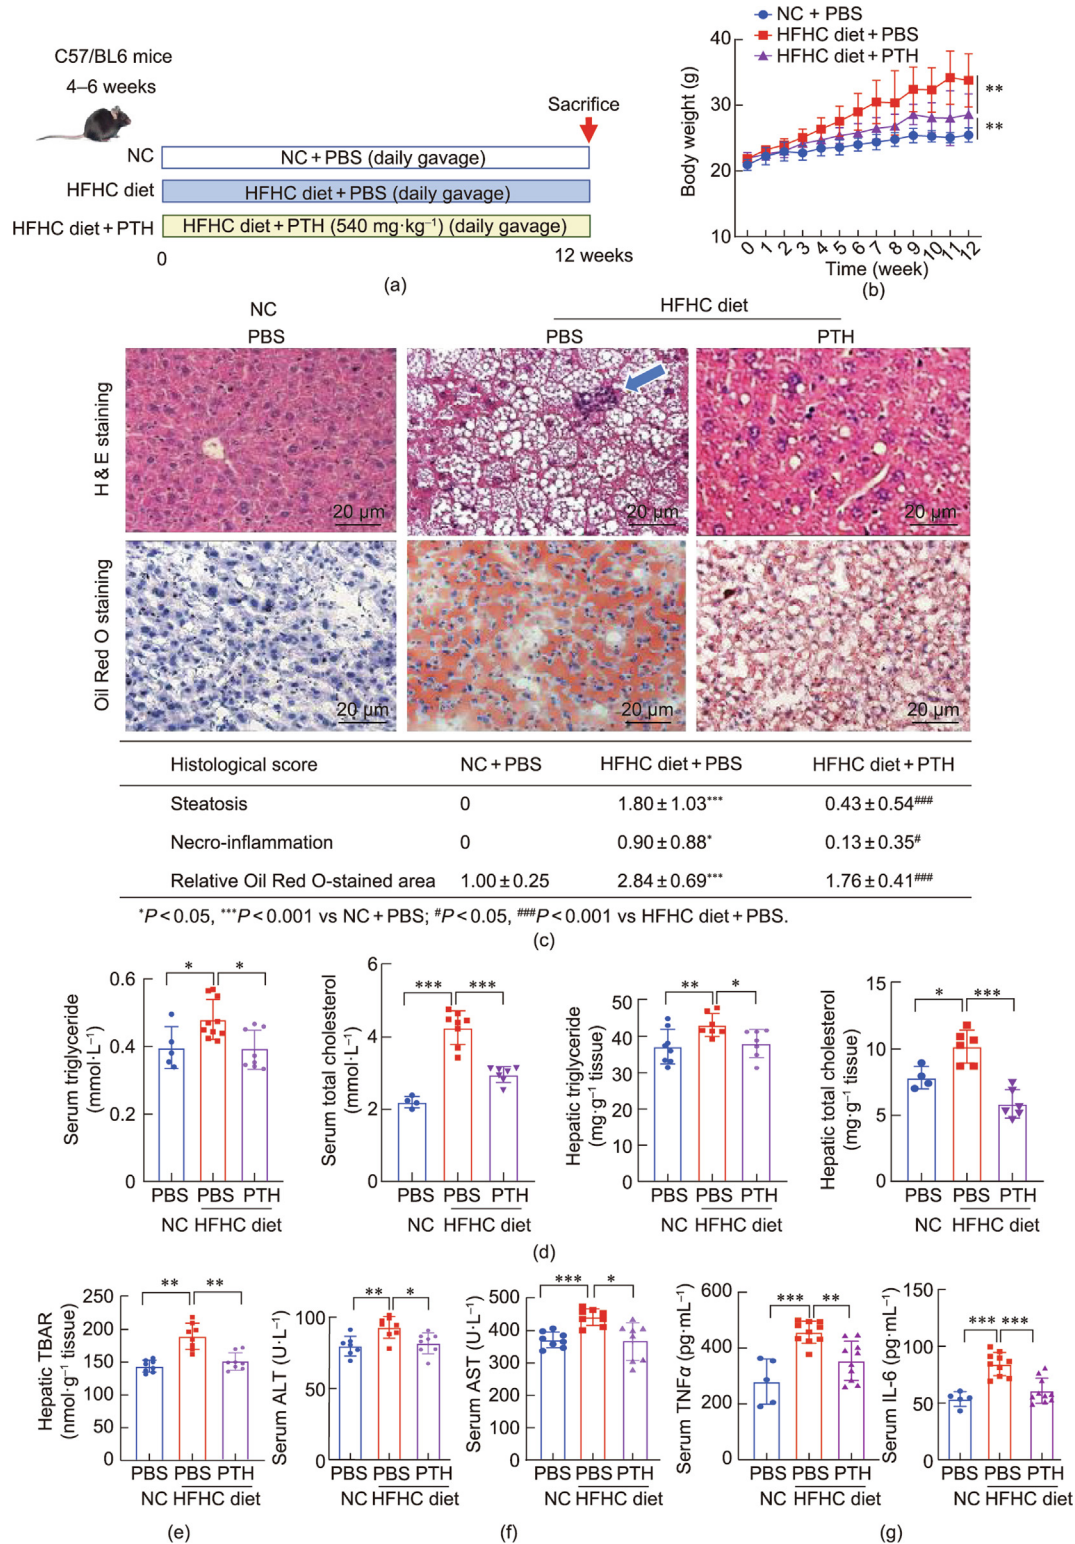 C57/BL6 mice
4–6 weeks
Sacrifice
NC
NC + PBS (daily gavage)
HFHC diet
HFHC diet + PBS (daily gavage)
HFHC diet + PTH
HFHC diet + PTH (540 mg·kg⁻¹) (daily gavage)
0
12 weeks
(a)
NC + PBS
HFHC diet + PBS
HFHC diet + PTH
Body weight (g)
40
30
20
10
**
**
0 1 2 3 4 5 6 7 8 9 10 11 12
Time (week)
(b)
NC
HFHC diet
PBS
PBS
PTH
H & E staining
20 μm
20 μm
20 μm
Oil Red O staining
20 μm
20 μm
20 μm
Histological score NC + PBS HFHC diet + PBS HFHC diet + PTH
Steatosis 0 1.80 ± 1.03*** 0.43 ± 0.54###
Necro-inflammation 0 0.90 ± 0.88* 0.13 ± 0.35#
Relative Oil Red O-stained area 1.00 ± 0.25 2.84 ± 0.69*** 1.76 ± 0.41###
*P < 0.05, ***P < 0.001 vs NC + PBS; #P < 0.05, ###P < 0.001 vs HFHC diet + PBS.
(c)
Serum triglyceride
(mmol·L⁻¹)
0.6
0.4
0.2
0
* *
PBS PBS PTH
NC HFHC diet
Serum total cholesterol
(mmol·L⁻¹)
6
4
2
0
*** ***
PBS PBS PTH
NC HFHC diet
Hepatic triglyceride
(mg·g⁻¹ tissue)
50
40
30
20
10
0
** *
PBS PBS PTH
NC HFHC diet
Hepatic total cholesterol
(mg·g⁻¹ tissue)
15
10
5
0
* ***
PBS PBS PTH
NC HFHC diet
(d)
Hepatic TBAR
(nmol·g⁻¹ tissue)
250
200
150
100
50
0
** **
PBS PBS PTH
NC HFHC diet
(e)
Serum ALT (U·L⁻¹)
100
50
0
** *
PBS PBS PTH
NC HFHC diet
Serum AST (U·L⁻¹)
500
400
300
200
100
0
*** *
PBS PBS PTH
NC HFHC diet
(f)
Serum TNFα (pg·mL⁻¹)
600
400
200
0
*** **
PBS PBS PTH
NC HFHC diet
Serum IL-6 (pg·mL⁻¹)
150
100
50
0
*** ***
PBS PBS PTH
NC HFHC diet
(g)